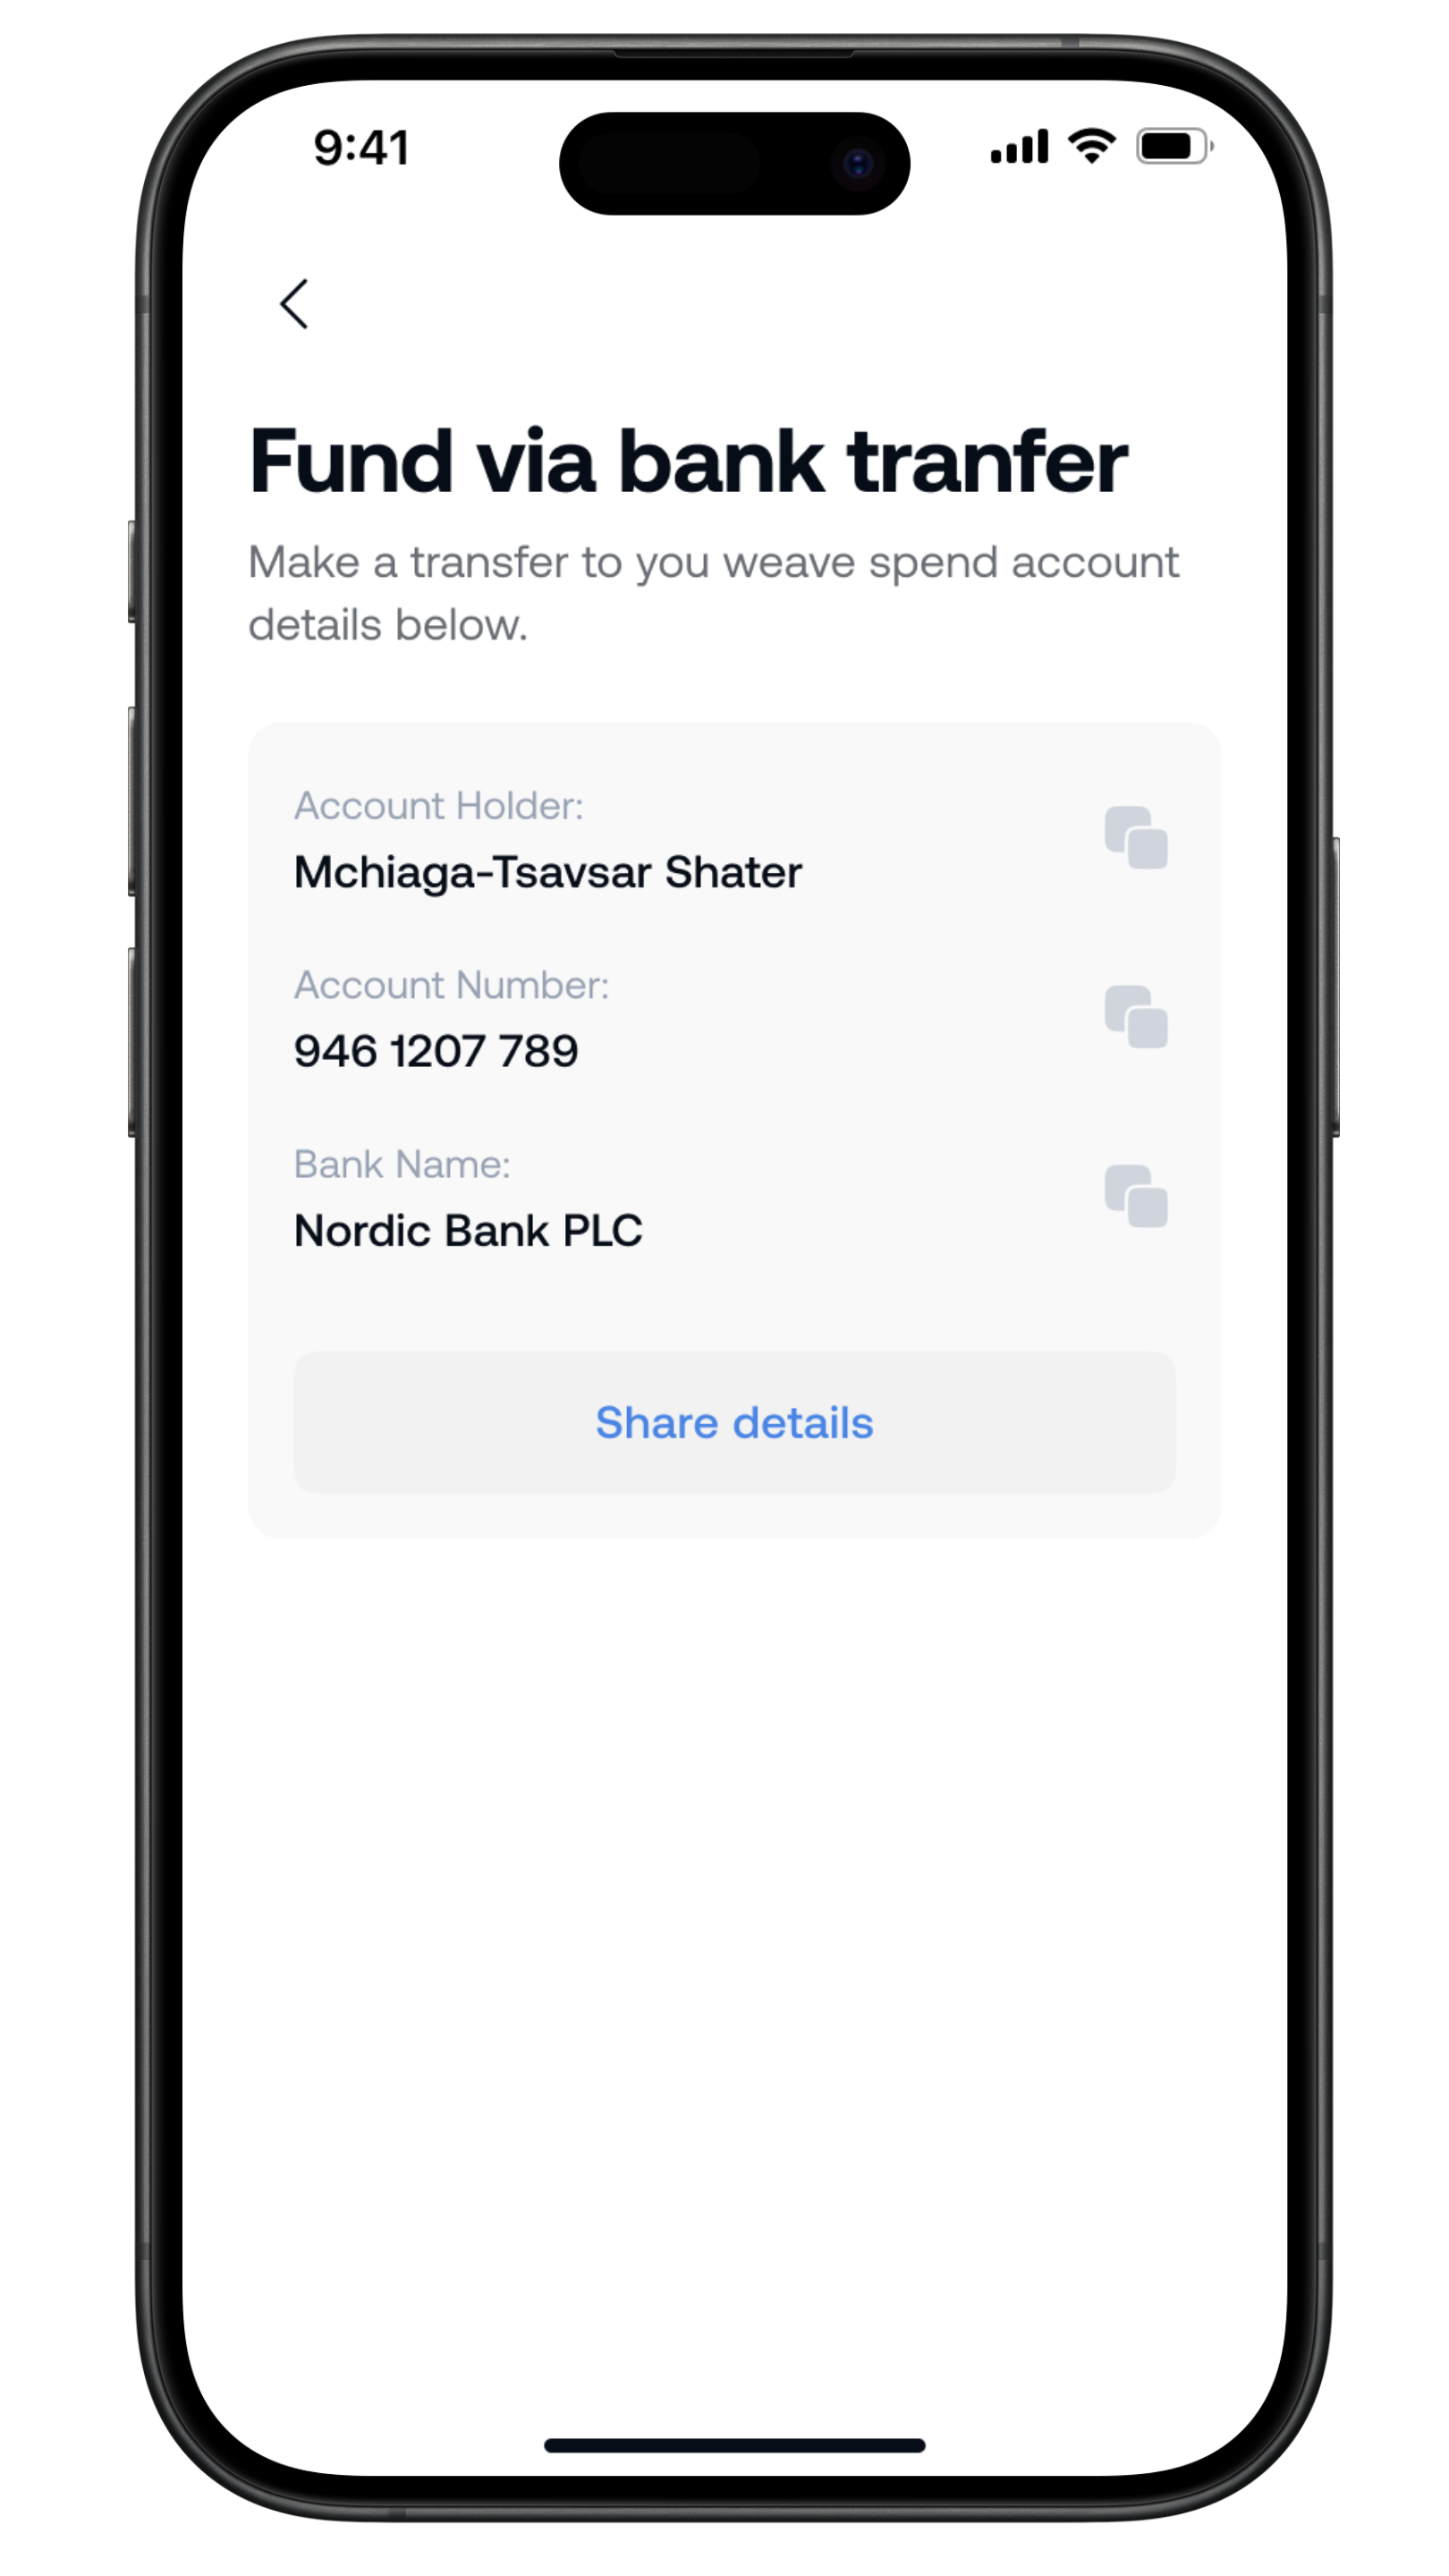 9:41
Fund via bank tranfer
Make a transfer to you weave spend account
details below.
Account Holder:
Mchiaga-Tsavsar Shater
Account Number:
946 1207 789
Bank Name:
Nordic Bank PLC
Share details